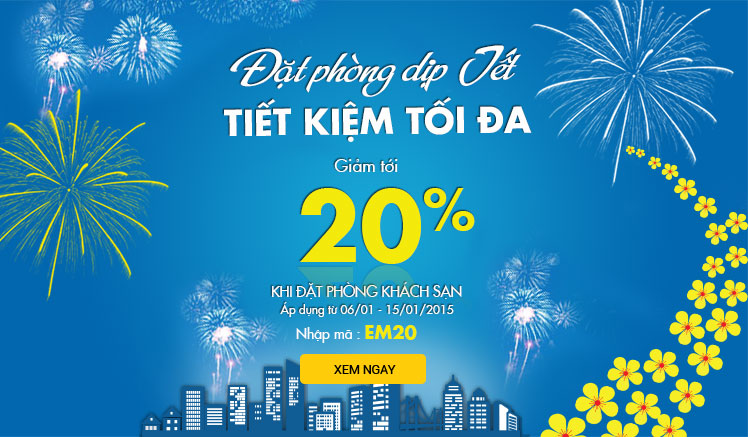 Đặt phòng dịp Tết
TIẾT KIỆM TỐI ĐA
Giảm tới
20%
KHI ĐẶT PHÒNG KHÁCH SẠN
Áp dụng từ 06/01 - 15/01/2015
Nhập mã : EM20
XEM NGAY